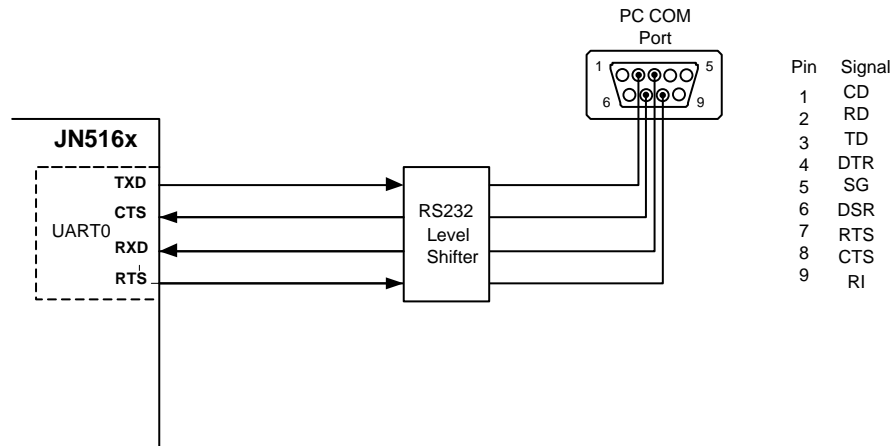 PC COM
Port
1
5
6
9
JN516x
UART0
TXD
CTS
RXD
RTS
RS232
Level
Shifter
Pin Signal
1 CD
2 RD
3 TD
4 DTR
5 SG
6 DSR
7 RTS
8 CTS
9 RI